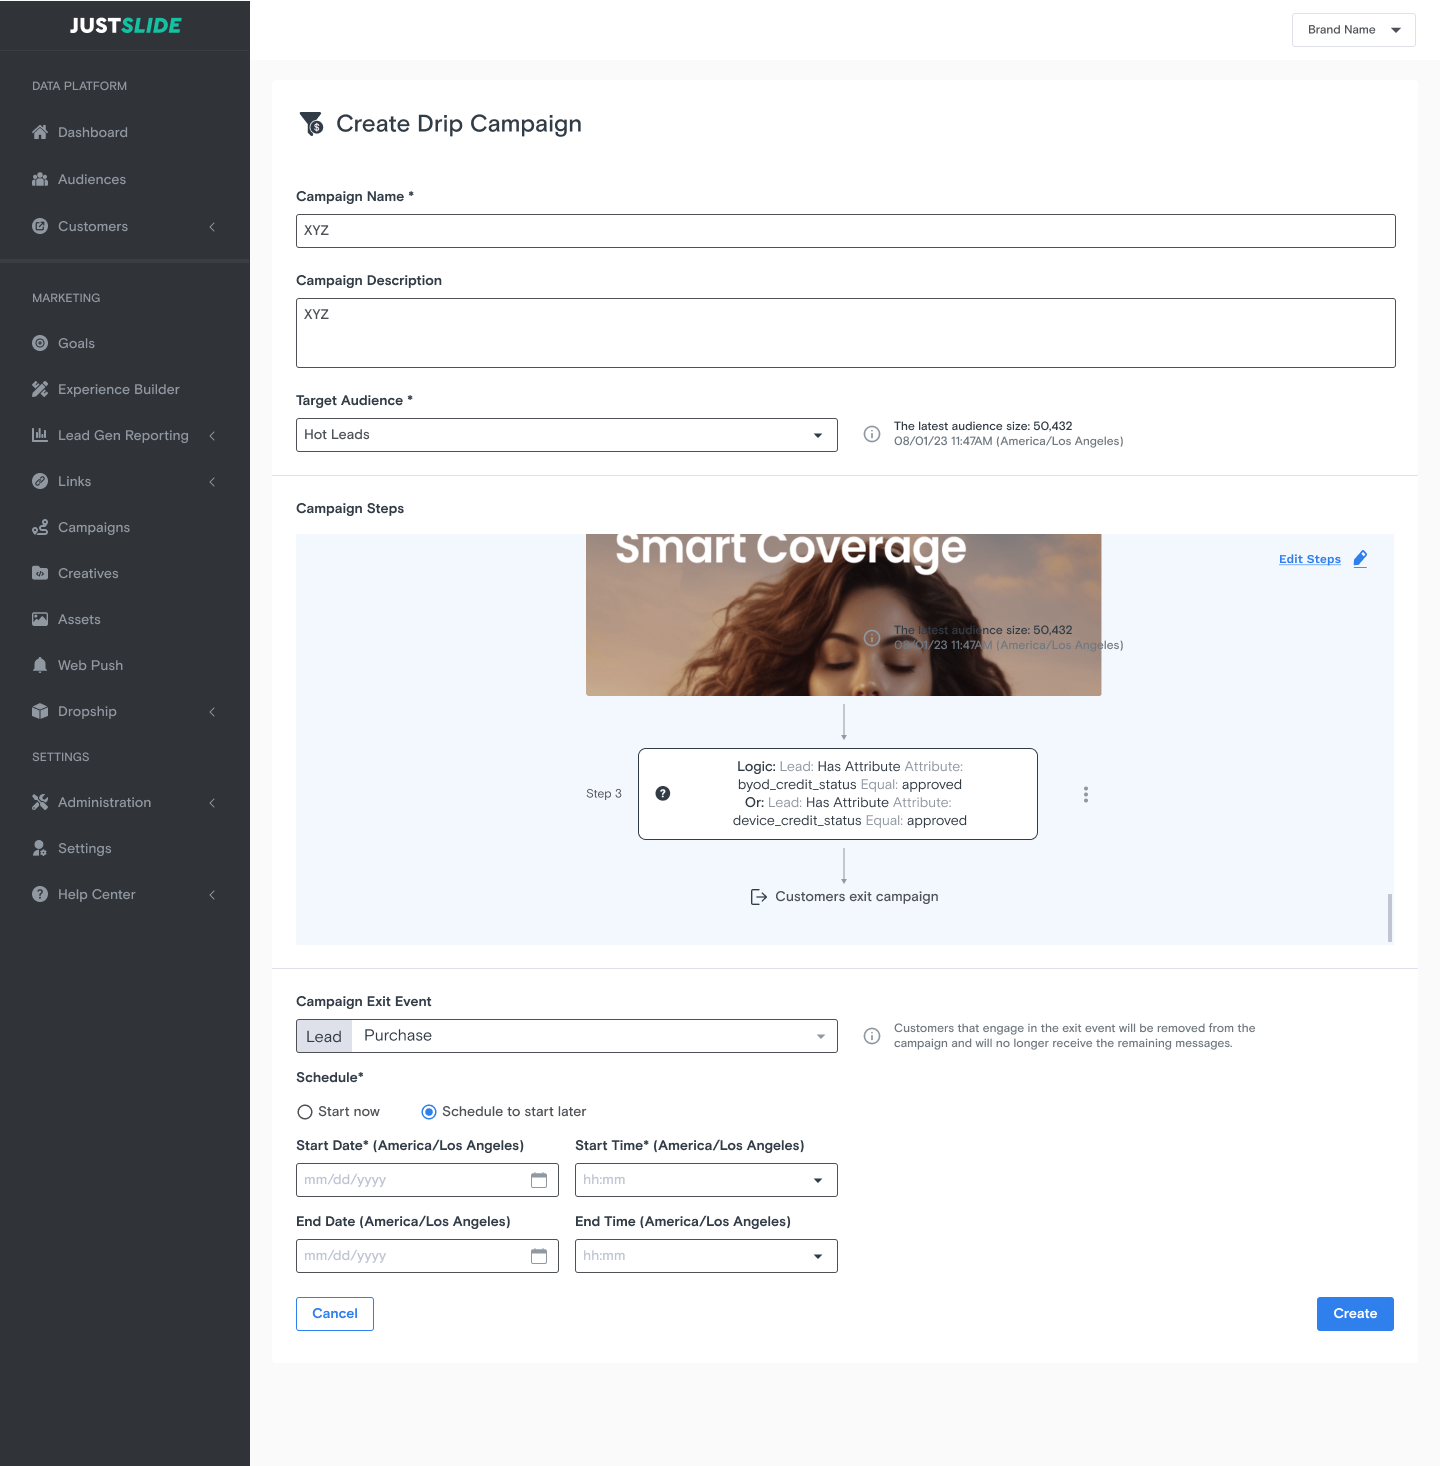 JUSTSLIDE
Brand Name
DATA PLATFORM
Dashboard
Audiences
Customers
MARKETING
Goals
Experience Builder
Lead Gen Reporting
Links
Campaigns
Creatives
Assets
Web Push
Dropship
SETTINGS
Administration
Settings
Help Center
Create Drip Campaign
Campaign Name *
XYZ
Campaign Description
XYZ
Target Audience *
Hot Leads
The latest audience size: 50,432
08/01/23 11:47AM (America/Los Angeles)
Campaign Steps
Smart Coverage
Edit Steps
The latest audience size: 50,432
08/01/23 11:47AM (America/Los Angeles)
Step 3
Logic: Lead: Has Attribute Attribute:
byod_credit_status Equal: approved
Or: Lead: Has Attribute Attribute:
device_credit_status Equal: approved
Customers exit campaign
Campaign Exit Event
Lead Purchase
Customers that engage in the exit event will be removed from the
campaign and will no longer receive the remaining messages.
Schedule*
Start now
Schedule to start later
Start Date* (America/Los Angeles)
Start Time* (America/Los Angeles)
mm/dd/yyyy
hh:mm
End Date (America/Los Angeles)
End Time (America/Los Angeles)
mm/dd/yyyy
hh:mm
Cancel
Create